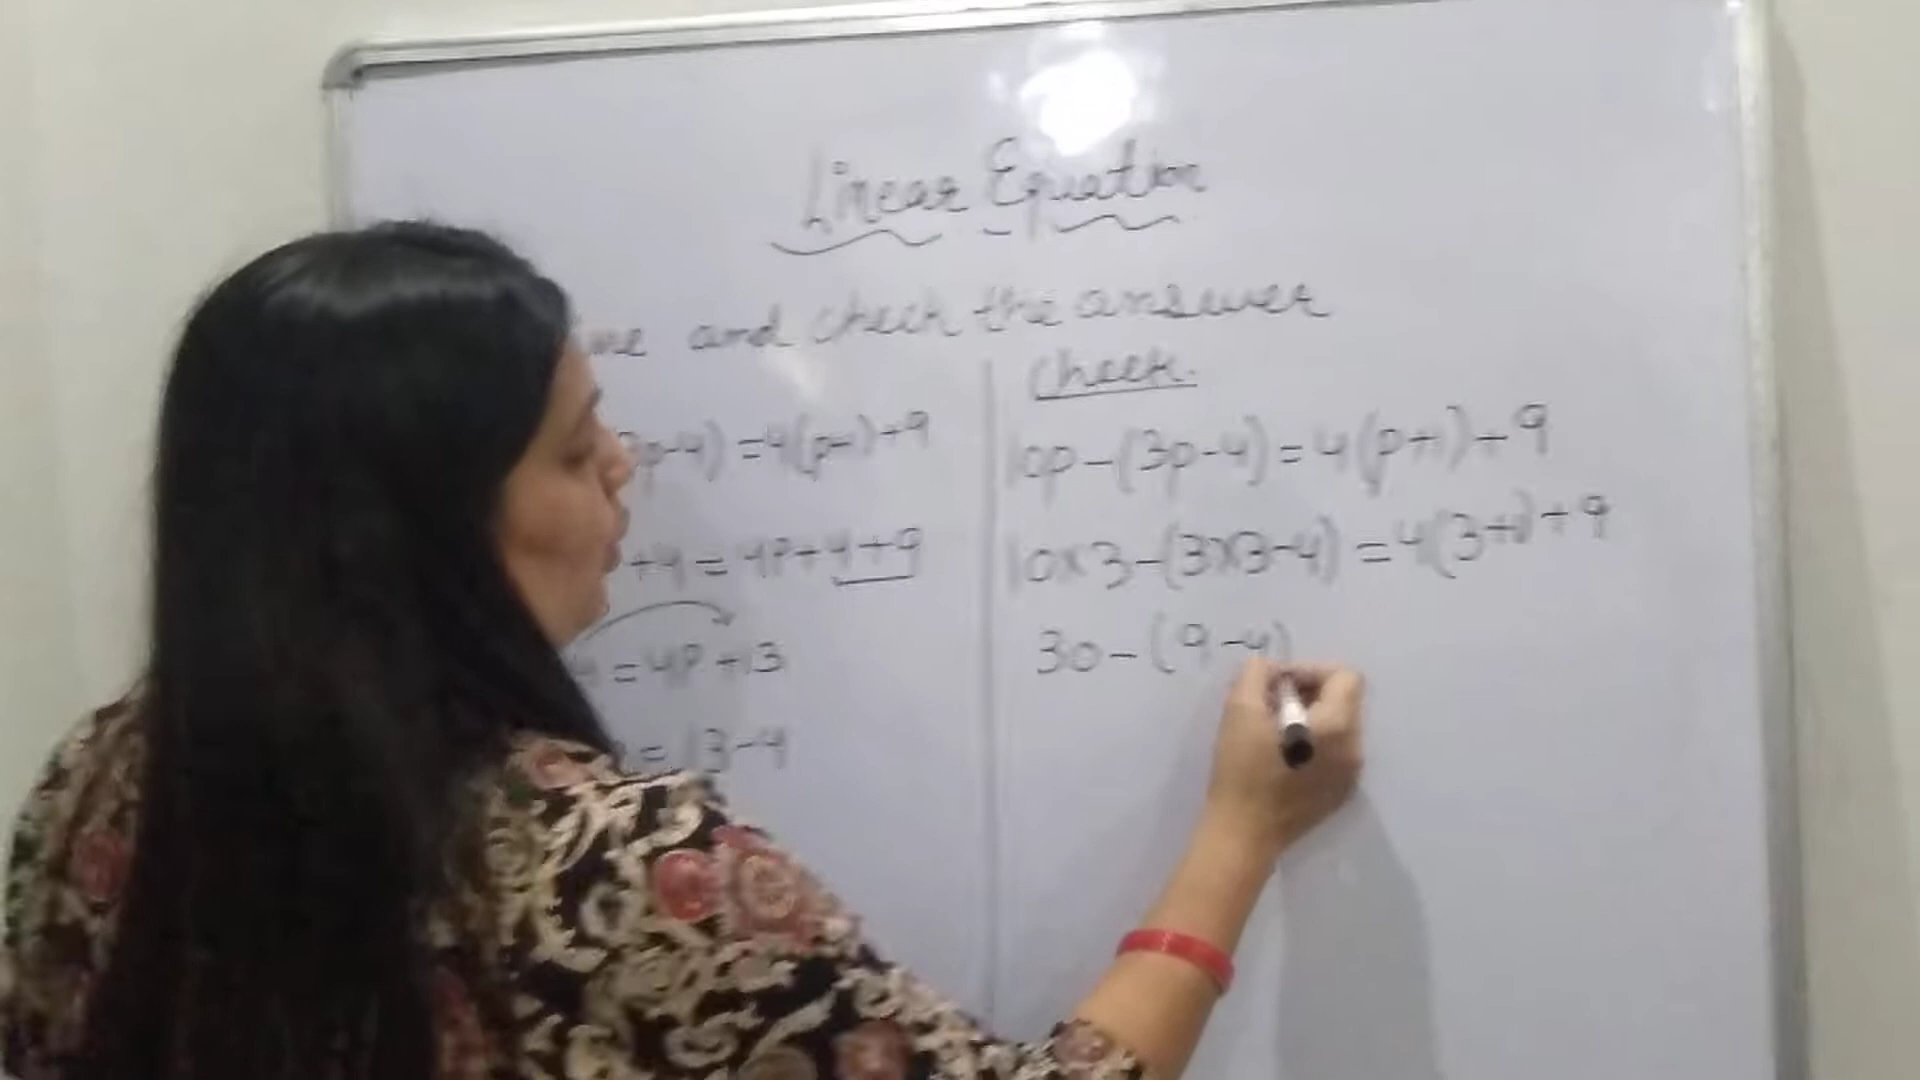 Linear Equation
and check the answer
3p-4) = 4(p+1)+9
+4 = 4P+4+9
4 = 4P+13
= 13-4
Check.
10p-(3p-4) = 4(p+1)+9
10x3-(3x3-4) = 4(3+1)+9
30-(9-4)